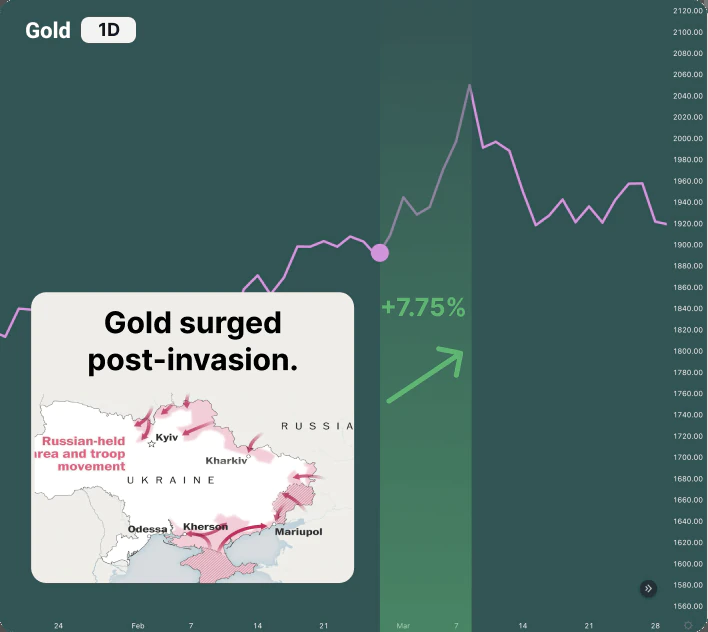 Gold 1D
2120.00
2100.00
2080.00
2060.00
2040.00
2020.00
2000.00
1980.00
1960.00
1940.00
1920.00
1900.00
1880.00
1860.00
1840.00
1820.00
1800.00
1780.00
1760.00
1740.00
1720.00
1700.00
1680.00
1660.00
1640.00
1620.00
1600.00
1580.00
1560.00
+7.75%
Gold surged
post-invasion.
RUSSIA
Kyiv
Russian-held
area and troop
movement
Kharkiv
UKRAINE
Odessa
Kherson
Mariupol
24 Feb 7 14 21 Mar 7 14 21 28